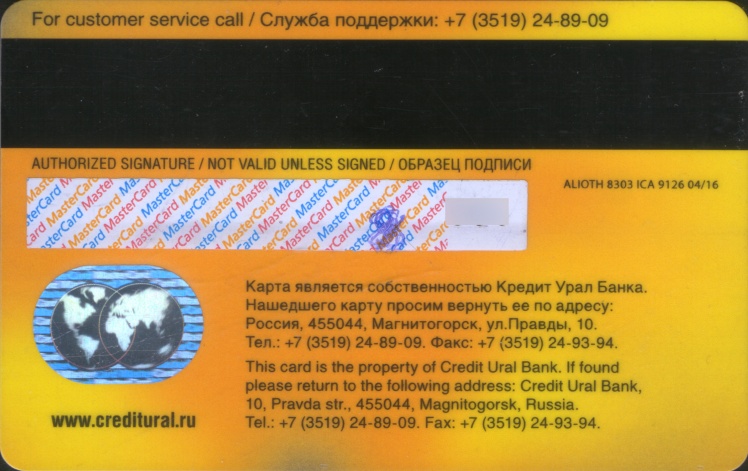 For customer service call / Служба поддержки: +7 (3519) 24-89-09
AUTHORIZED SIGNATURE / NOT VALID UNLESS SIGNED / ОБРАЗЕЦ ПОДПИСИ
ALIOTH 8303 ICA 9126 04/16
MasterCard MasterCard MasterCard MasterCard MasterCard
Карта является собственностью Кредит Урал Банка.
Нашедшего карту просим вернуть ее по адресу:
Россия, 455044, Магнитогорск, ул.Правды, 10.
Тел.: +7 (3519) 24-89-09. Факс: +7 (3519) 24-93-94.
This card is the property of Credit Ural Bank. If found
please return to the following address: Credit Ural Bank,
10, Pravda str., 455044, Magnitogorsk, Russia.
Tel.: +7 (3519) 24-89-09. Fax: +7 (3519) 24-93-94.
www.creditural.ru